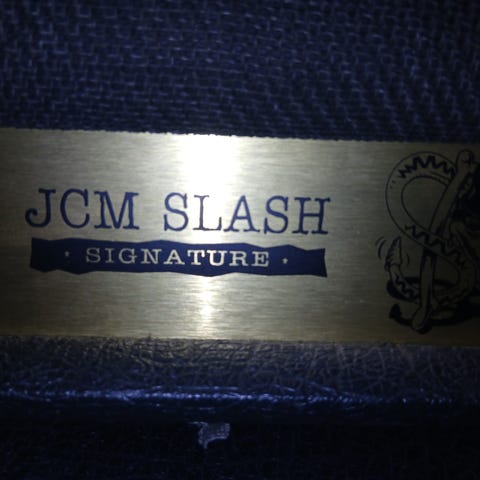 JCM SLASH
· SIGNATURE ·